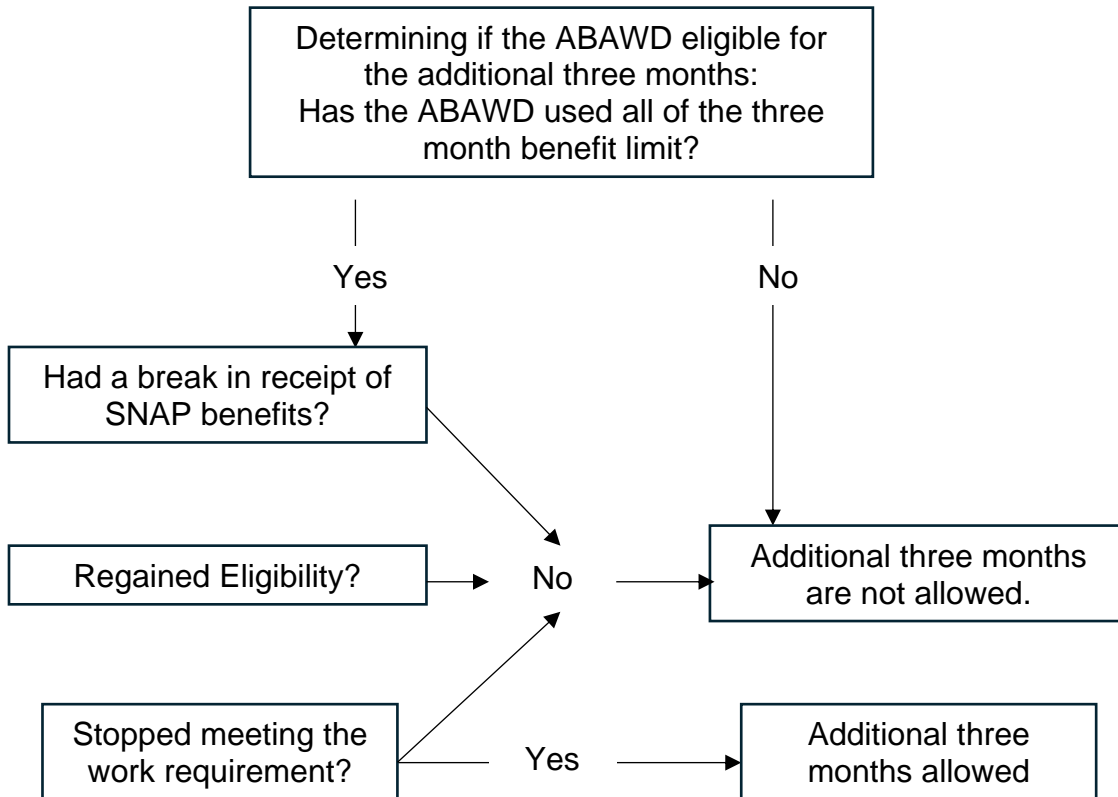 Determining if the ABAWD eligible for
the additional three months:
Has the ABAWD used all of the three
month benefit limit?
Yes
No
Had a break in receipt of
SNAP benefits?
Regained Eligibility?
No
Additional three months
are not allowed.
Stopped meeting the
work requirement?
Yes
Additional three
months allowed